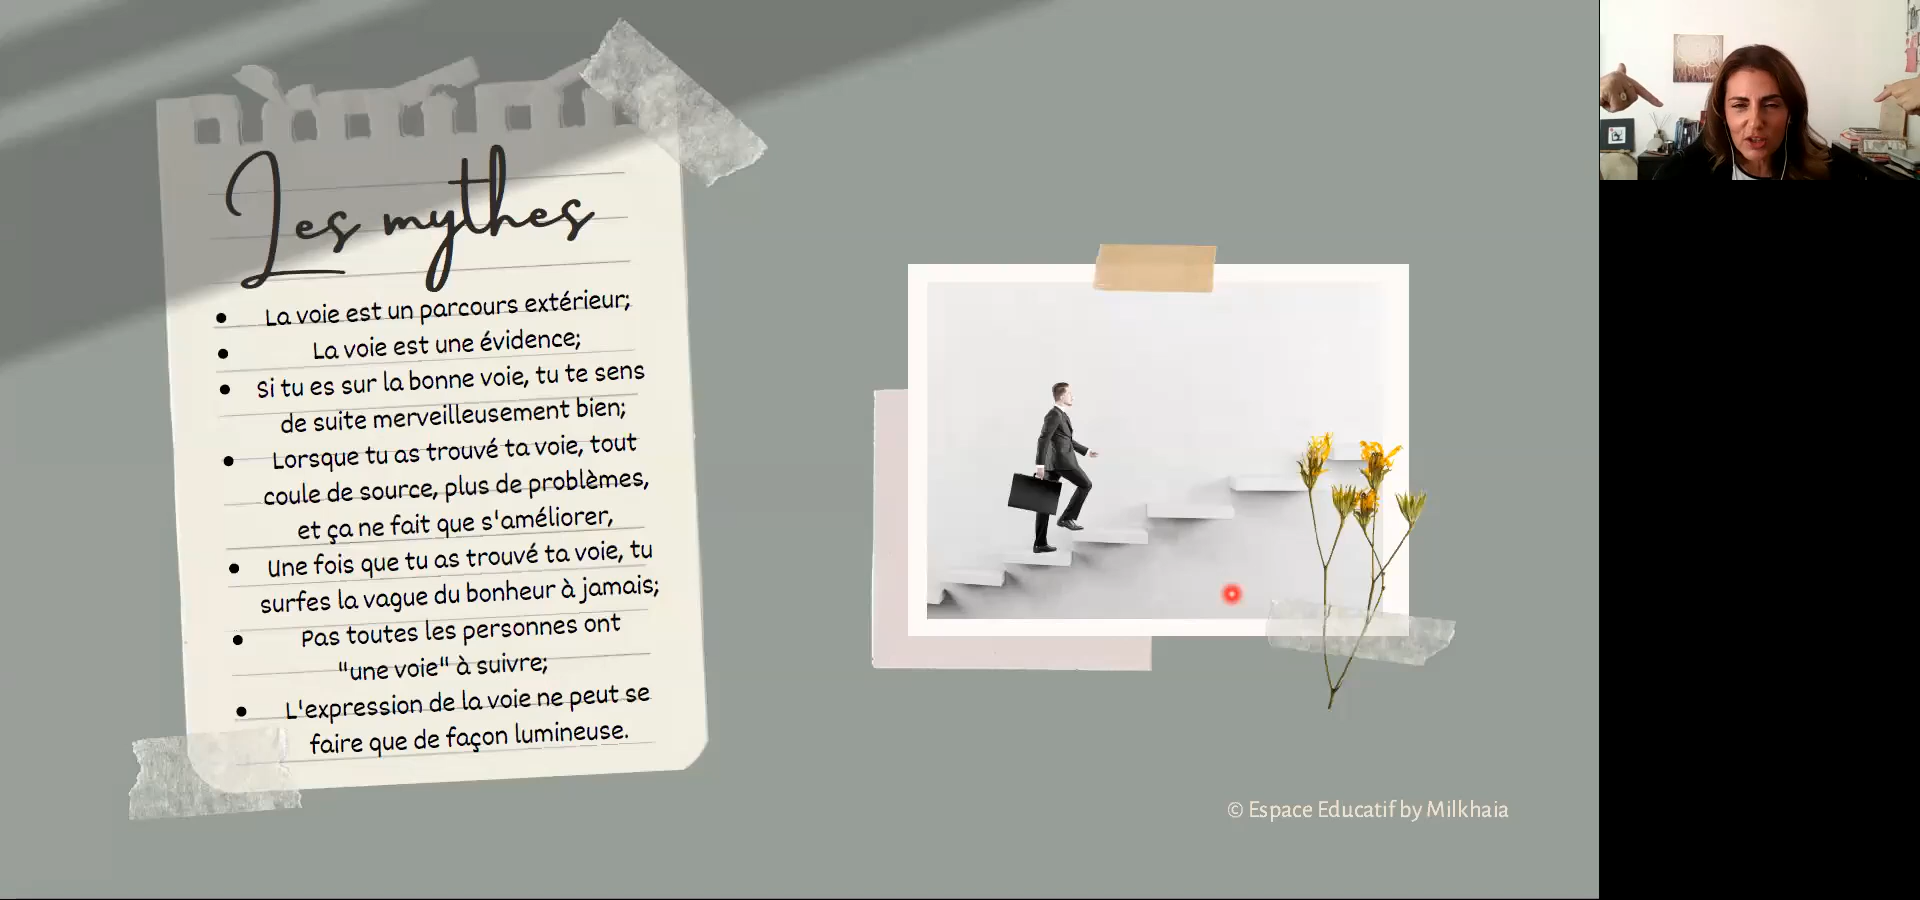 Les mythes
• La voie est un parcours extérieur;
• La voie est une évidence;
• Si tu es sur la bonne voie, tu te sens
de suite merveilleusement bien;
• Lorsque tu as trouvé ta voie, tout
coule de source, plus de problèmes,
et ça ne fait que s'améliorer,
• Une fois que tu as trouvé ta voie, tu
surfes la vague du bonheur à jamais;
• Pas toutes les personnes ont
"une voie" à suivre;
• L'expression de la voie ne peut se
faire que de façon lumineuse.
© Espace Educatif by Milkhaia